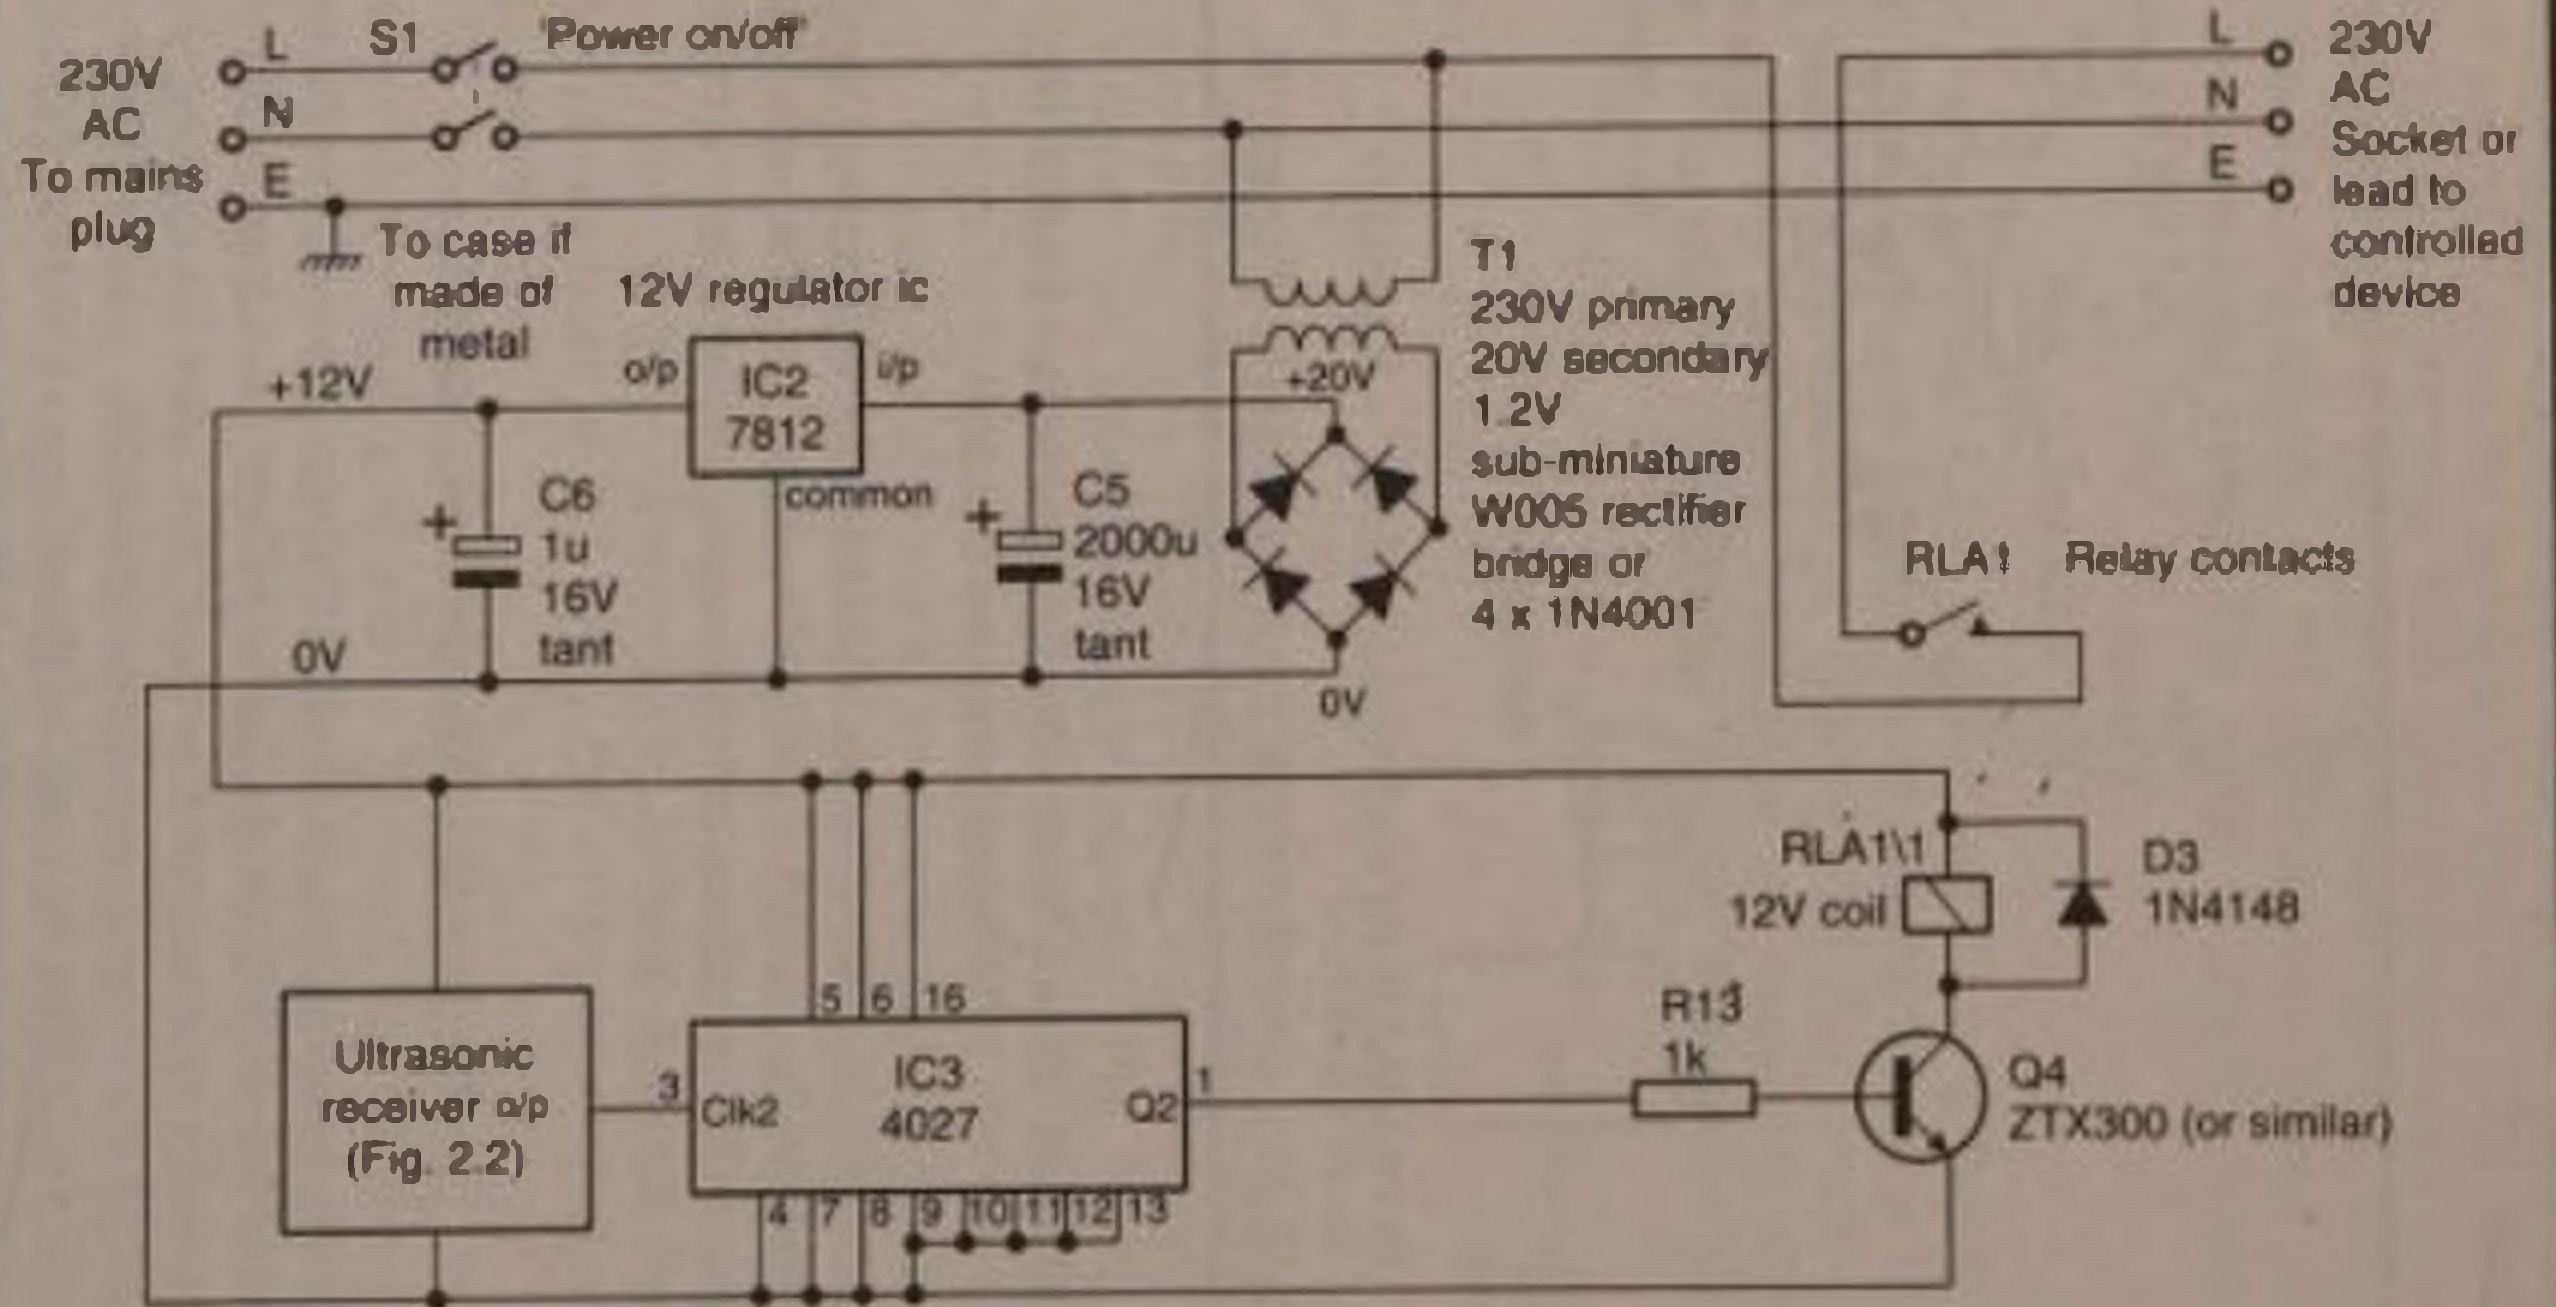 230V
AC
To mains
plug
L
N
E
S1
'Power on/off'
To case if
made of
metal
12V regulator ic
L
N
E
230V
AC
Socket or
lead to
controlled
device
T1
230V primary
20V secondary
1.2V
sub-miniature
W005 rectifier
bridge or
4 x 1N4001
+12V
o/p
IC2
7812
i/p
common
+20V
C6
1u
16V
tant
+
C5
2000u
16V
tant
+
0V
0V
RLA1
Relay contacts
RLA1\1
12V coil
D3
1N4148
R13
1k
Q4
ZTX300 (or similar)
Ultrasonic
receiver o/p
(Fig. 2.2)
5 6 16
3
Clk2
IC3
4027
Q2
1
4 7 8 9 10 11 12 13